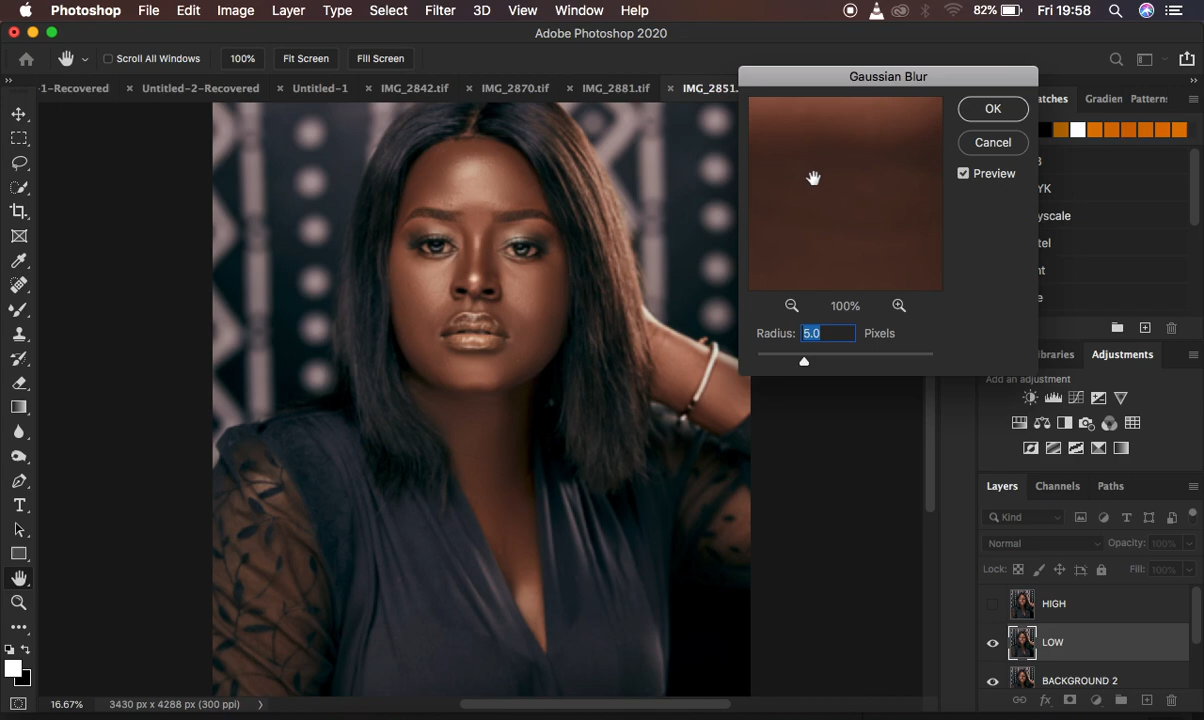 Photoshop File Edit Image Layer Type Select Filter 3D View Window Help 82% Fri 19:58
Adobe Photoshop 2020
Scroll All Windows 100% Fit Screen Fill Screen
-1-Recovered × Untitled-2-Recovered × Untitled-1 × IMG_2842.tif × IMG_2870.tif × IMG_2881.tif × IMG_2851.
Gaussian Blur
OK
Cancel
Preview
100%
Radius: 5.0 Pixels
atches Gradien Pattern:
3
YK
yscale
tel
nt
e
ibraries Adjustments
Add an adjustment
Layers Channels Paths
Kind
Normal Opacity: 100%
Lock: Fill: 100%
HIGH
LOW
BACKGROUND 2
16.67% 3430 px x 4288 px (300 ppi)